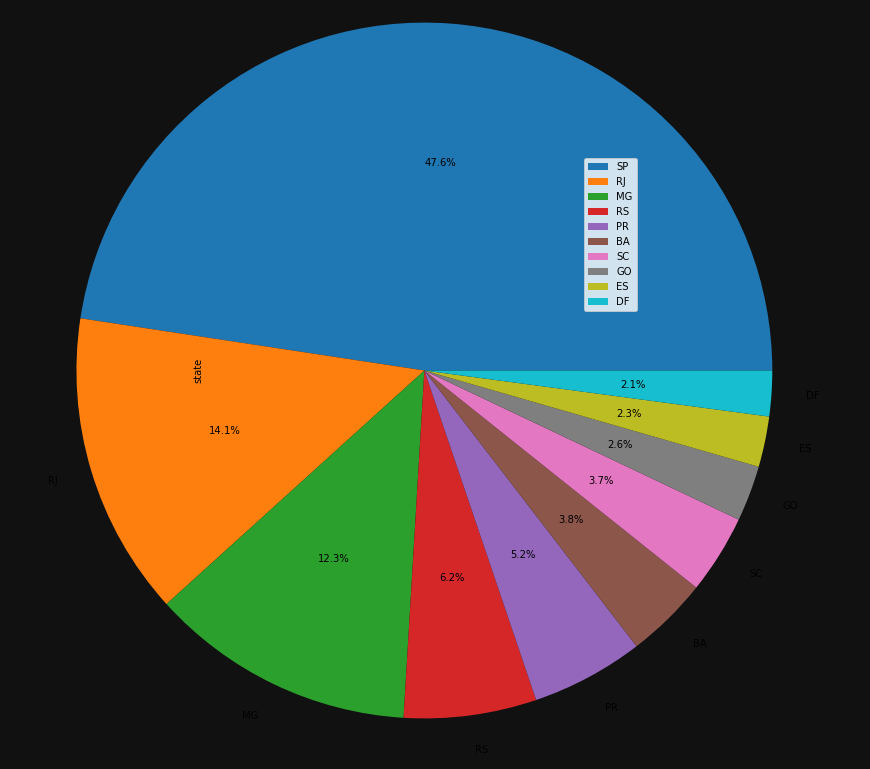 47.6%
SP
RJ
MG
RS
PR
BA
SC
GO
ES
DF
state
14.1%
12.3%
6.2%
5.2%
3.8%
3.7%
2.6%
2.3%
2.1%
RJ
MG
RS
PR
BA
SC
GO
ES
DF